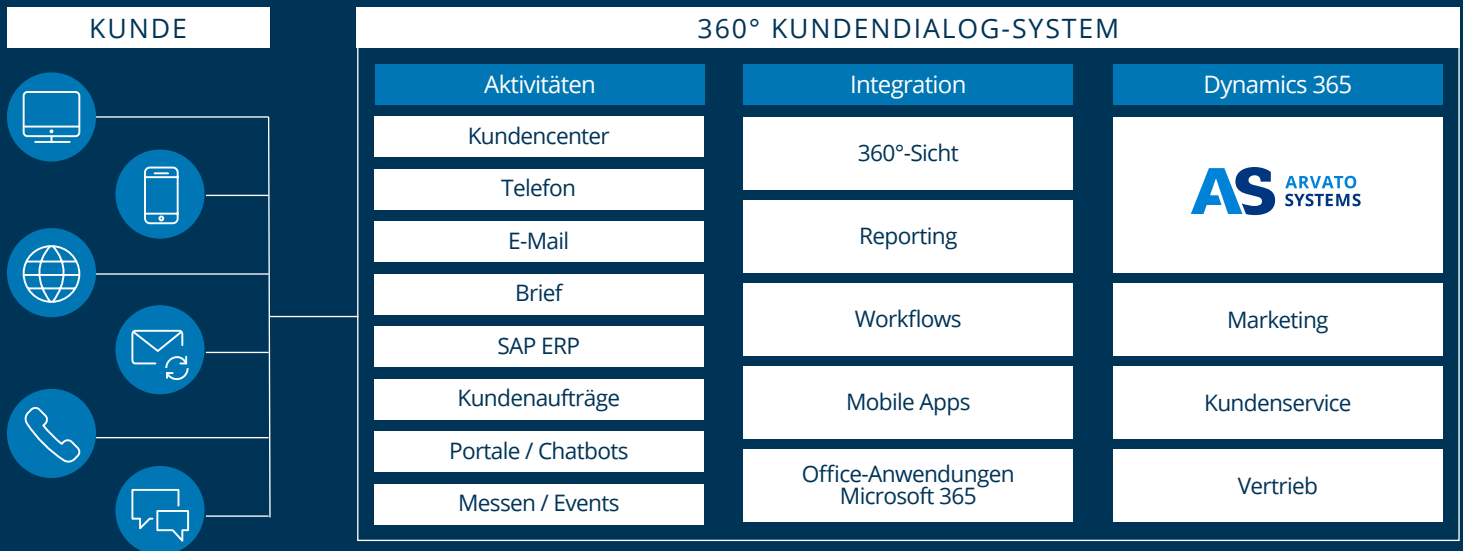 KUNDE
360° KUNDENDIALOG-SYSTEM
Aktivitäten
Kundencenter
Telefon
E-Mail
Brief
SAP ERP
Kundenaufträge
Portale / Chatbots
Messen / Events
Integration
360°-Sicht
Reporting
Workflows
Mobile Apps
Office-Anwendungen
Microsoft 365
Dynamics 365
AS ARVATO
SYSTEMS
Marketing
Kundenservice
Vertrieb